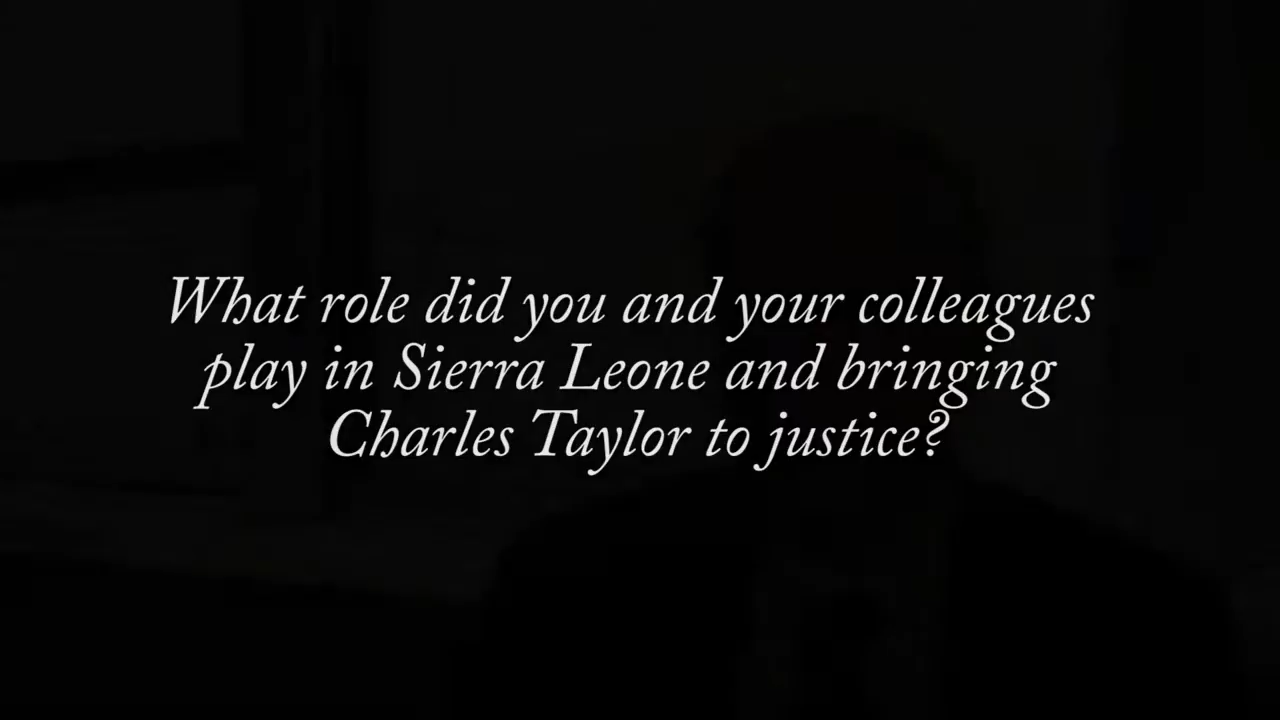 What role did you and your colleagues
play in Sierra Leone and bringing
Charles Taylor to justice?